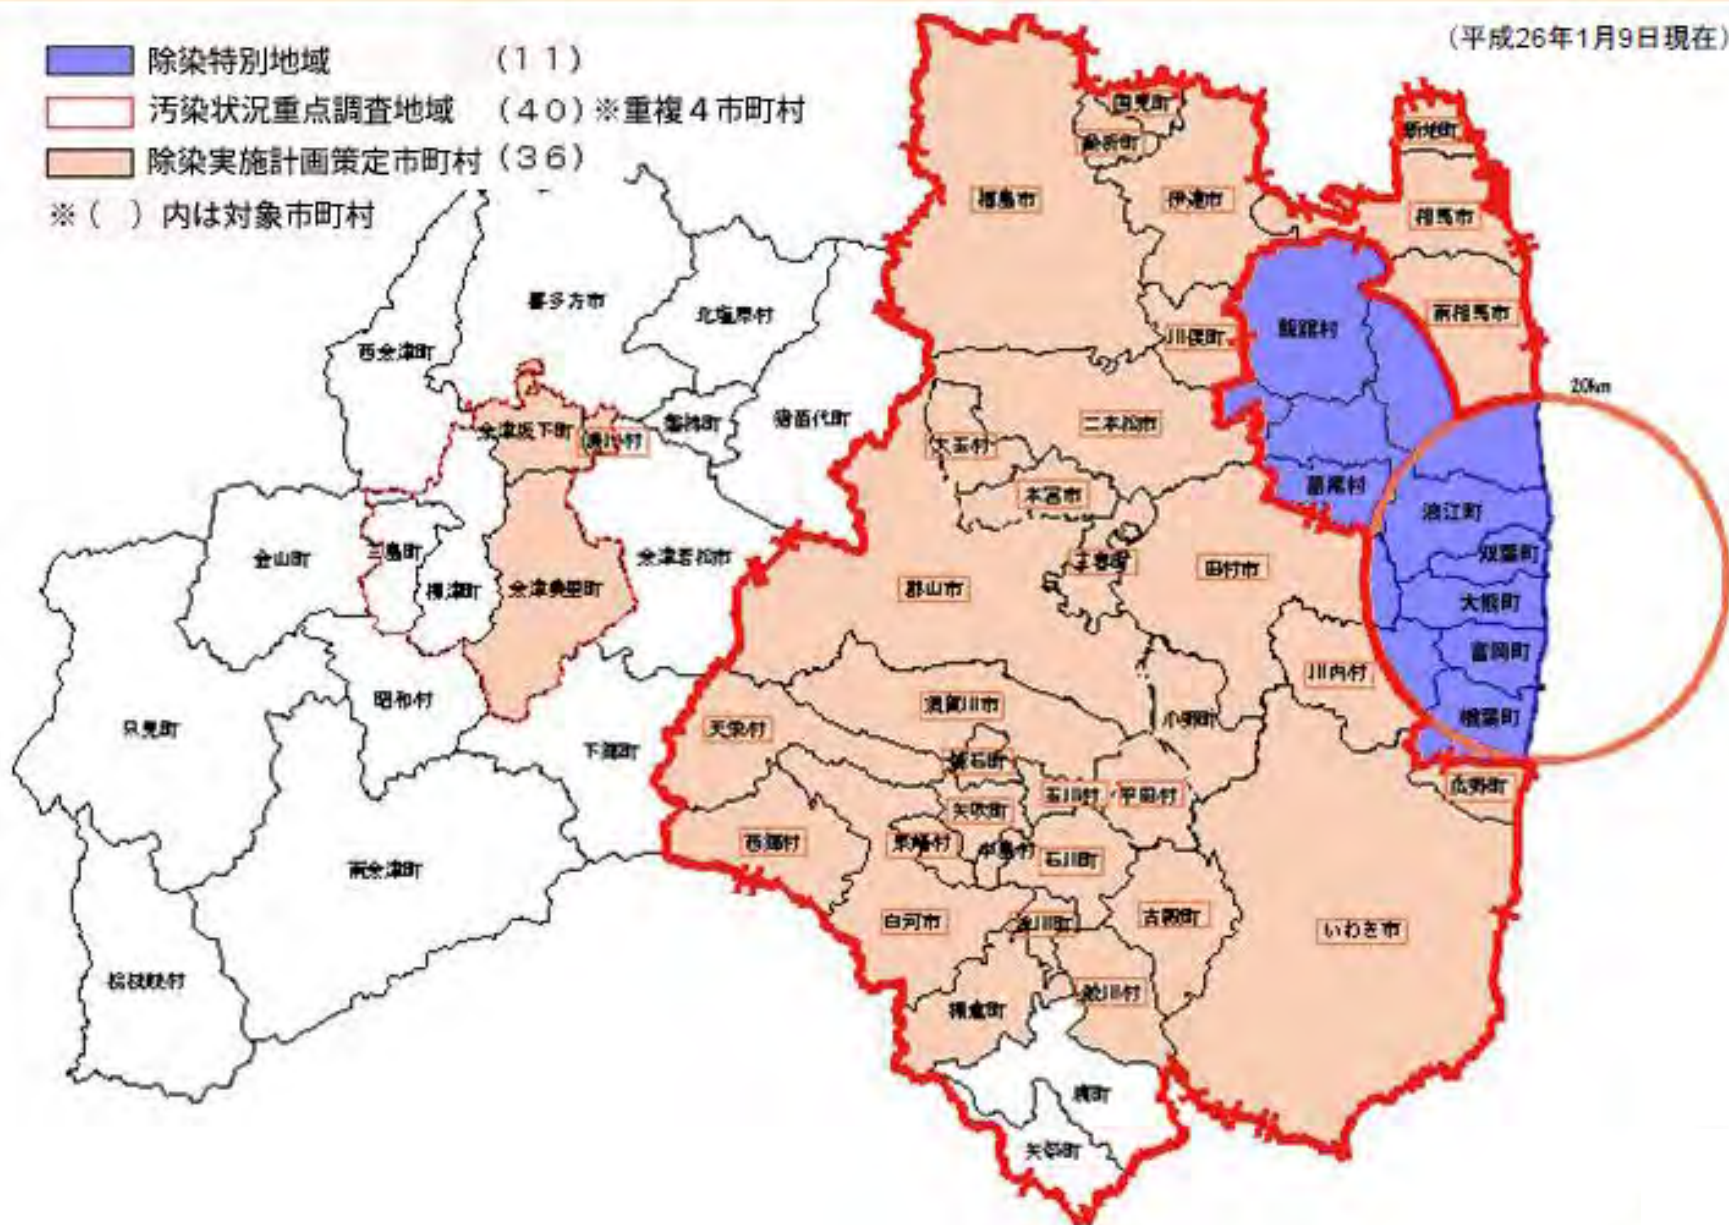 (平成26年1月9日現在)
除染特別地域 (11)
汚染状況重点調査地域 (40)※重複4市町村
除染実施計画策定市町村 (36)
※( )内は対象市町村
国見町
桑折町
新地町
福島市
伊達市
相馬市
喜多方市
北塩原村
南相馬市
西会津町
川俣町
飯舘村
20km
会津坂下町
湯川村
磐梯町
猪苗代町
二本松市
大玉村
本宮市
葛尾村
浪江町
双葉町
金山町
三島町
柳津町
会津美里町
会津若松市
郡山市
三春町
田村市
大熊町
富岡町
川内村
楢葉町
只見町
昭和村
下郷町
天栄村
須賀川市
小野町
鏡石町
玉川村
平田村
広野町
矢吹町
南会津町
西郷村
泉崎村
中島村
石川町
白河市
浅川町
古殿町
いわき市
檜枝岐村
棚倉町
鮫川村
塙町
矢祭町